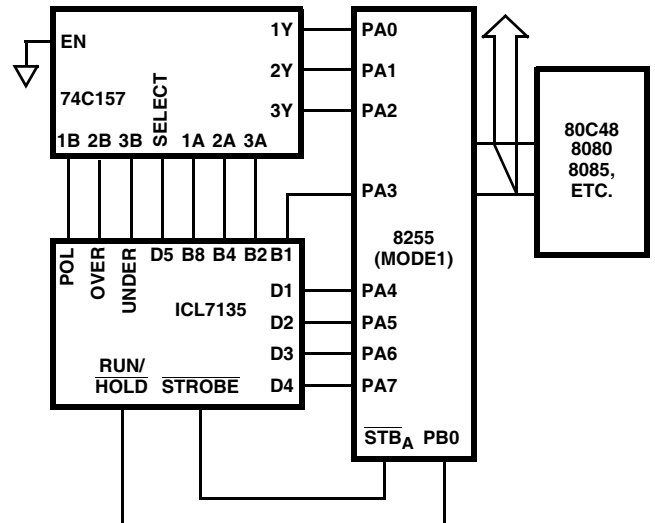 EN
74C157
SELECT
1Y
2Y
3Y
1B 2B 3B 1A 2A 3A
PA0
PA1
PA2
PA3
8255
(MODE1)
PA4
PA5
PA6
PA7
STBA PB0
80C48
8080
8085,
ETC.
POL
OVER
UNDER
D5 B8 B4 B2 B1
ICL7135
D1
D2
D3
D4
RUN/
HOLD STROBE